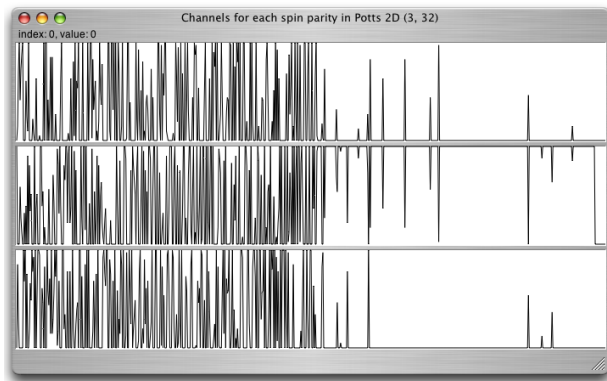 Channels for each spin parity in Potts 2D (3, 32)
index: 0, value: 0